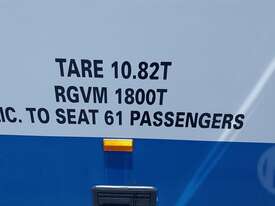 TARE 10.82T
RGVM 1800T
IC. TO SEAT 61 PASSENGERS